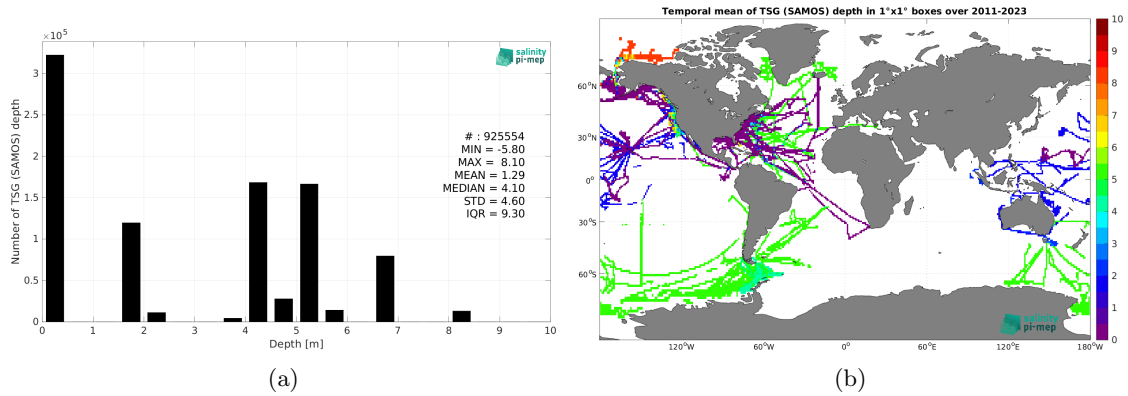 ×10⁵
3
2.5
2
1.5
1
0.5
0
0 1 2 3 4 5 6 7 8 9 10
Number of TSG (SAMOS) depth
Depth [m]
salinity
pi-mep
# : 925554
MIN = -5.80
MAX = 8.10
MEAN = 1.29
MEDIAN = 4.10
STD = 4.60
IQR = 9.30
(a)
Temporal mean of TSG (SAMOS) depth in 1°x1° boxes over 2011-2023
60°N
30°N
0°
30°S
60°S
120°W 60°W 0° 60°E 120°E 180°W
salinity
pi-mep
10
9
8
7
6
5
4
3
2
1
0
(b)